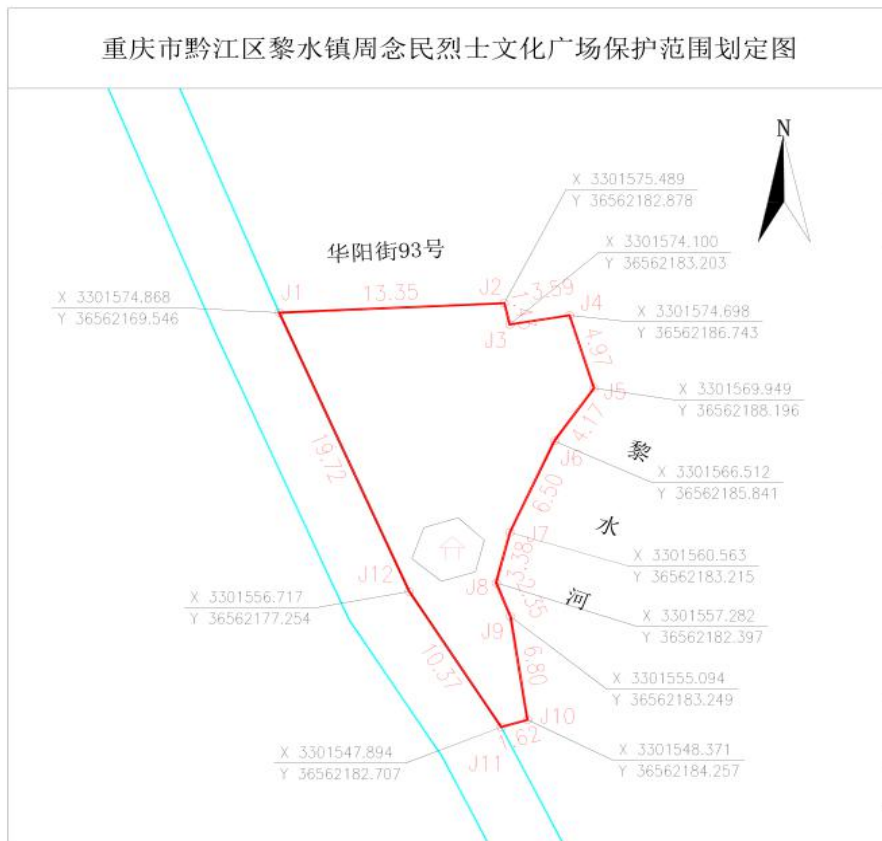 重庆市黔江区黎水镇周念民烈士文化广场保护范围划定图
N
X 3301575.489
Y 36562182.878
华阳街93号
X 3301574.100
Y 36562183.203
X 3301574.868
Y 36562169.546
J1
13.35
J2
3.59
J4
J3
X 3301574.698
Y 36562186.743
4.97
X 3301569.949
Y 36562188.196
J5
4.17
J6
黎
水
河
X 3301566.512
Y 36562185.841
19.72
6.50
J7
X 3301560.563
Y 36562183.215
3.38
J8
J12
X 3301556.717
Y 36562177.254
2.35
X 3301557.282
Y 36562182.397
J9
10.37
6.80
X 3301555.094
Y 36562183.249
J10
1.62
J11
X 3301547.894
Y 36562182.707
X 3301548.371
Y 36562184.257